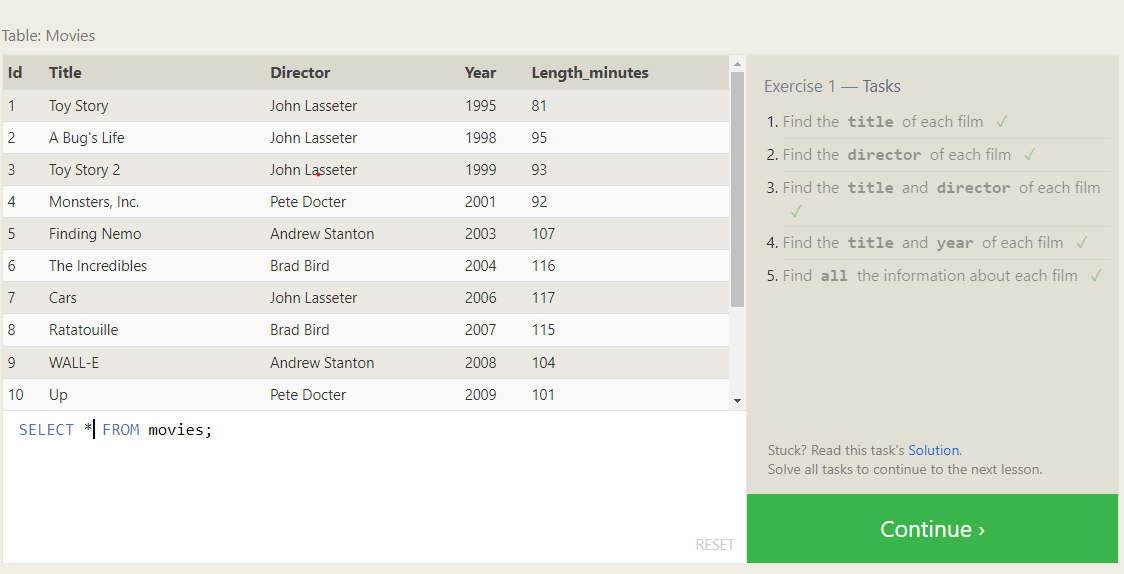 Table: Movies
Id Title Director Year Length_minutes
1 Toy Story John Lasseter 1995 81
2 A Bug's Life John Lasseter 1998 95
3 Toy Story 2 John Lasseter 1999 93
4 Monsters, Inc. Pete Docter 2001 92
5 Finding Nemo Andrew Stanton 2003 107
6 The Incredibles Brad Bird 2004 116
7 Cars John Lasseter 2006 117
8 Ratatouille Brad Bird 2007 115
9 WALL-E Andrew Stanton 2008 104
10 Up Pete Docter 2009 101
SELECT * FROM movies;
RESET
Exercise 1 — Tasks
1. Find the title of each film ✓
2. Find the director of each film ✓
3. Find the title and director of each film
✓
4. Find the title and year of each film ✓
5. Find all the information about each film ✓
Stuck? Read this task's Solution.
Solve all tasks to continue to the next lesson.
Continue ›